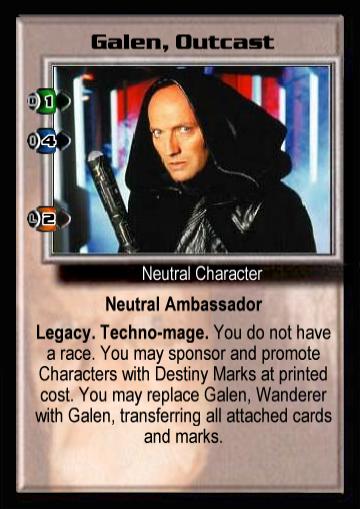 Galen, Outcast
D 1
D 4
L 2
Neutral Character
Neutral Ambassador
Legacy. Techno-mage. You do not have
a race. You may sponsor and promote
Characters with Destiny Marks at printed
cost. You may replace Galen, Wanderer
with Galen, transferring all attached cards
and marks.